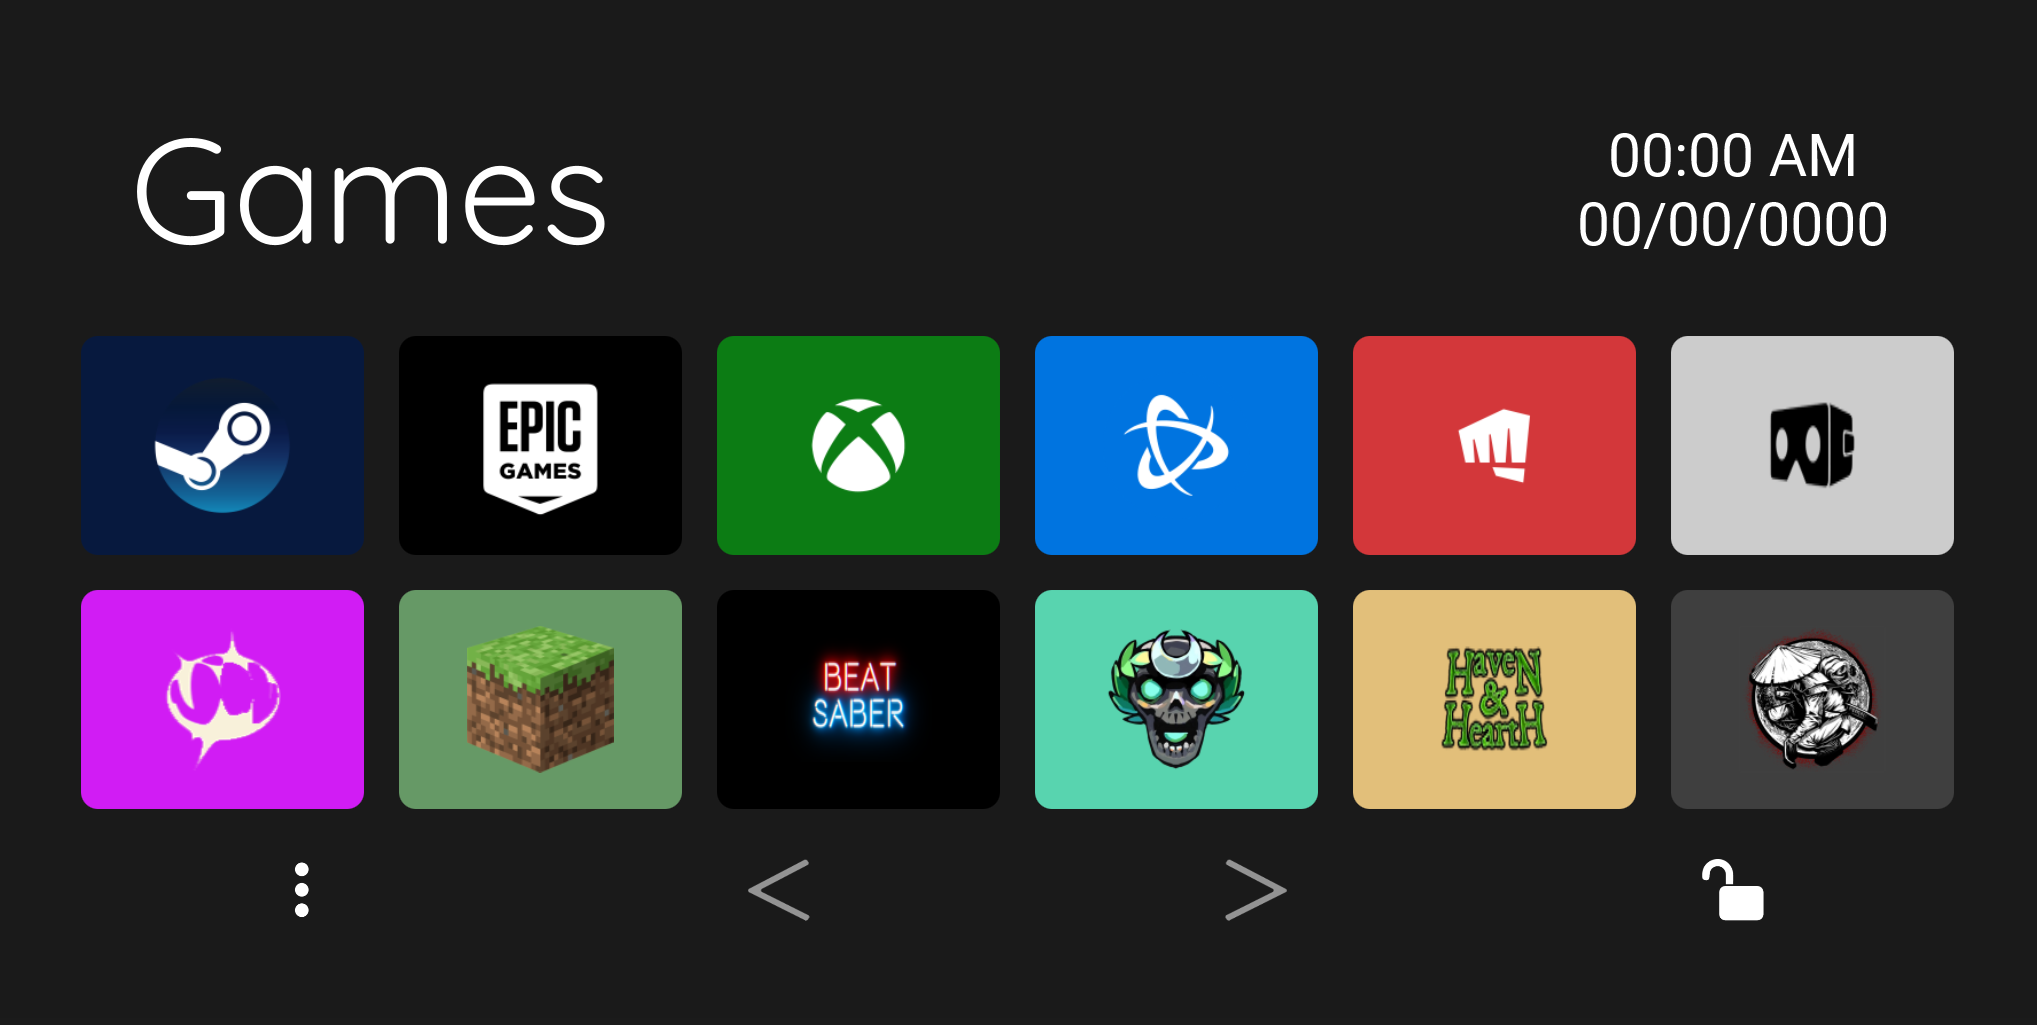 Games
00:00 AM
00/00/0000
EPIC
GAMES
BEAT
SABER
HaveN
&
HeartH